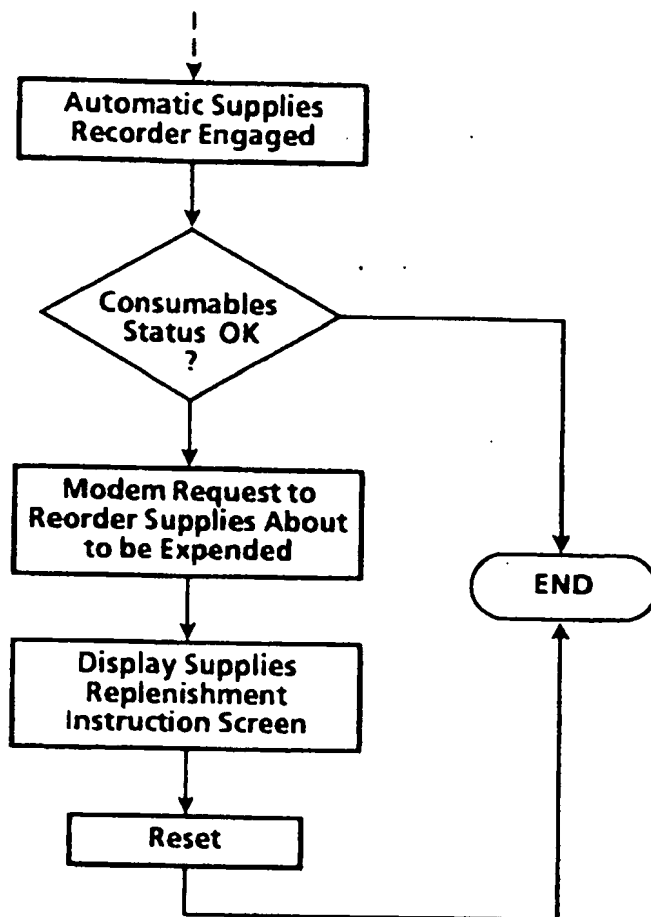 Automatic Supplies
Recorder Engaged
Consumables
Status OK
?
Modem Request to
Reorder Supplies About
to be Expended
END
Display Supplies
Replenishment
Instruction Screen
Reset